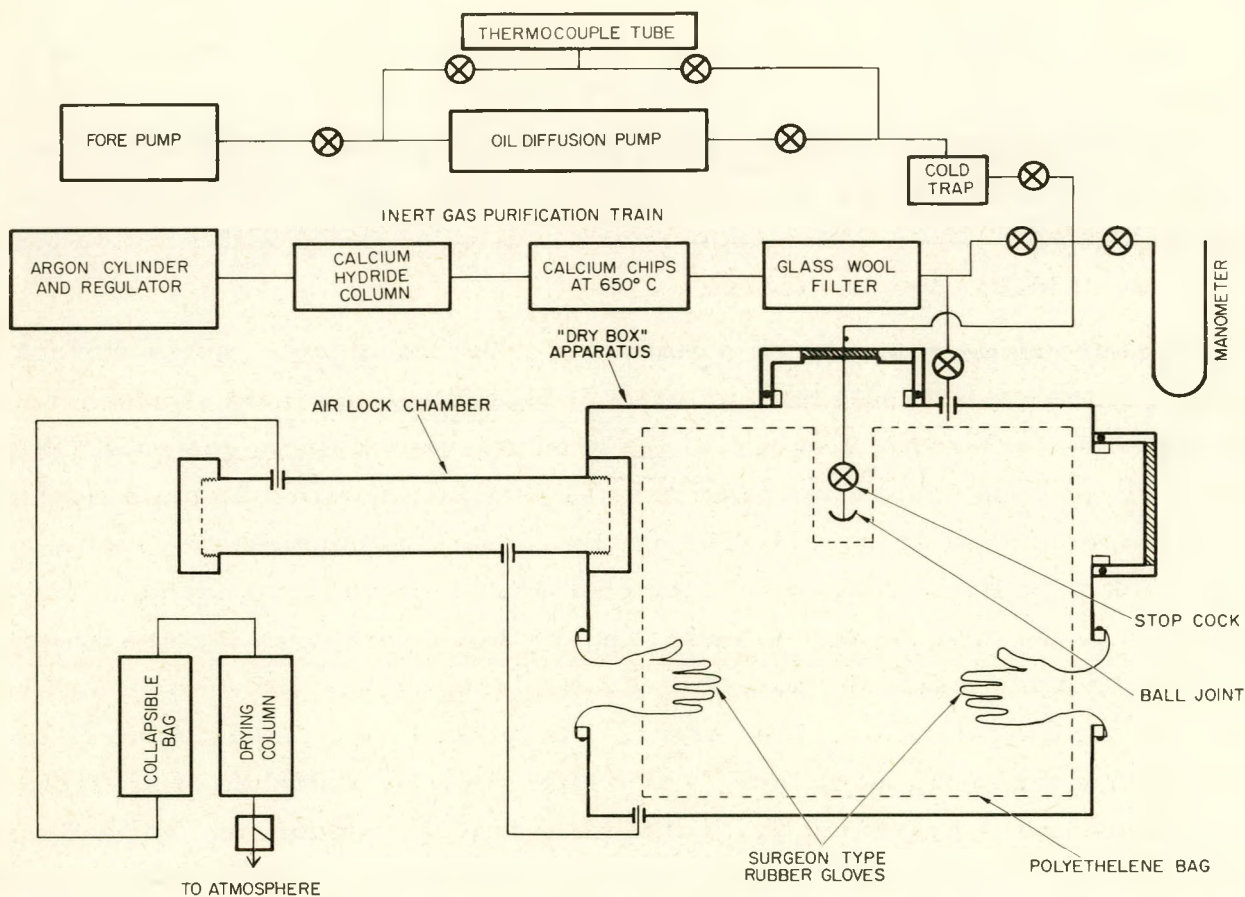 THERMOCOUPLE TUBE
FORE PUMP
OIL DIFFUSION PUMP
COLD
TRAP
INERT GAS PURIFICATION TRAIN
ARGON CYLINDER
AND REGULATOR
CALCIUM
HYDRIDE
COLUMN
CALCIUM CHIPS
AT 650° C
GLASS WOOL
FILTER
MANOMETER
"DRY BOX"
APPARATUS
AIR LOCK CHAMBER
STOP COCK
BALL JOINT
COLLAPSIBLE
BAG
DRYING
COLUMN
SURGEON TYPE
RUBBER GLOVES
POLYETHELENE BAG
TO ATMOSPHERE